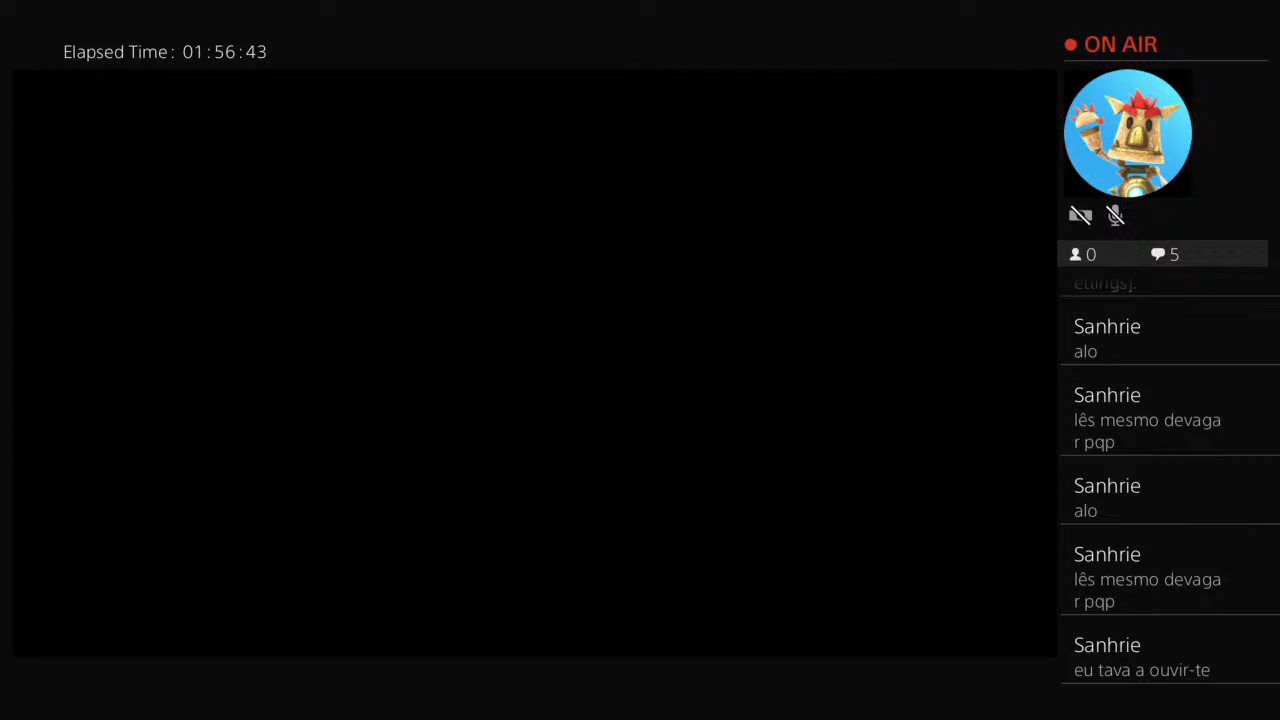 Elapsed Time: 01:56:43
ON AIR
0 5
ettings].
Sanhrie
alo
Sanhrie
lês mesmo devaga
r pqp
Sanhrie
alo
Sanhrie
lês mesmo devaga
r pqp
Sanhrie
eu tava a ouvir-te